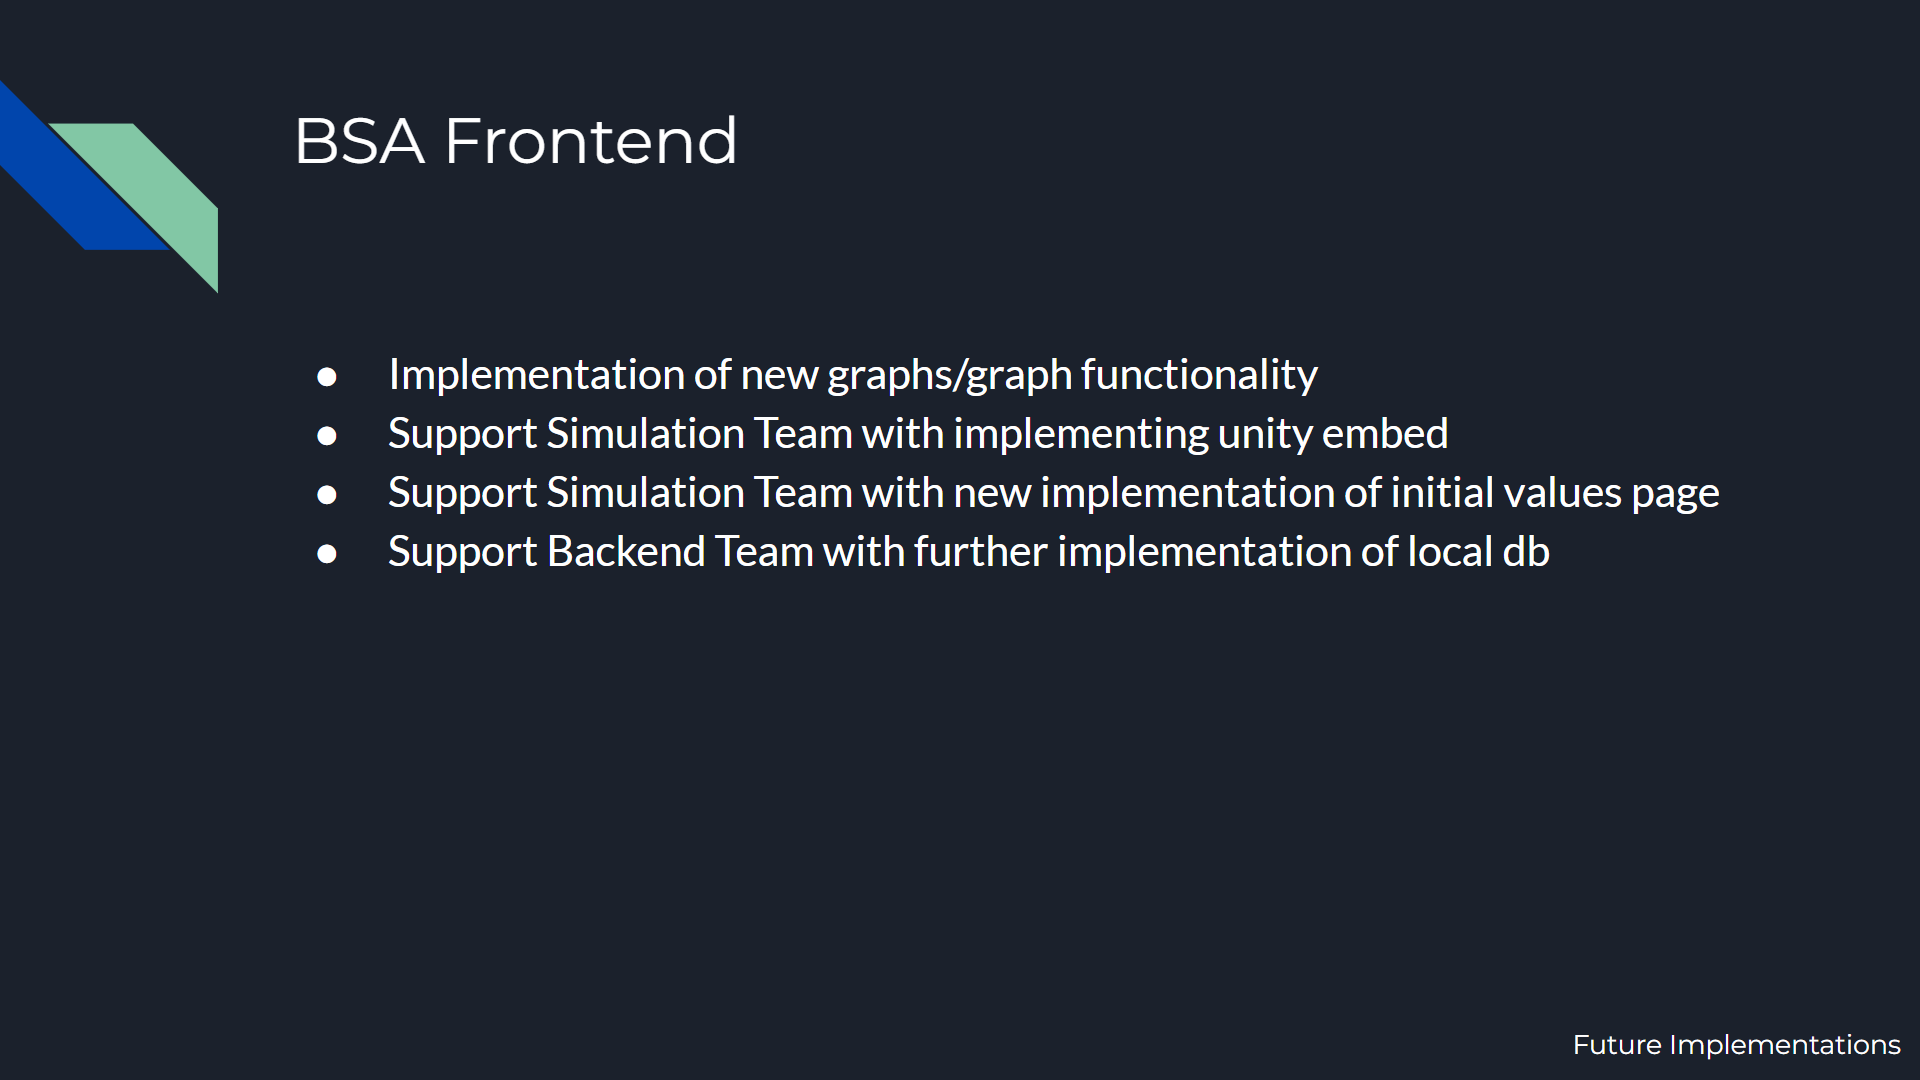 BSA Frontend
● Implementation of new graphs/graph functionality
● Support Simulation Team with implementing unity embed
● Support Simulation Team with new implementation of initial values page
● Support Backend Team with further implementation of local db
Future Implementations